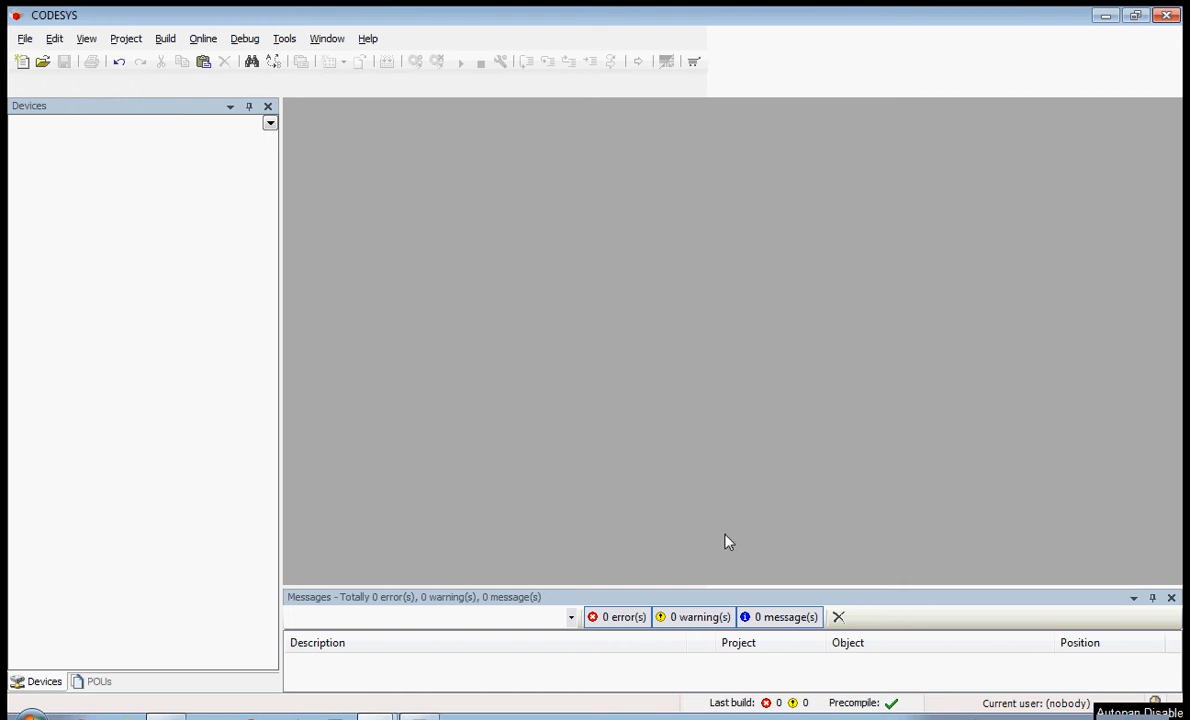 CODESYS
File Edit View Project Build Online Debug Tools Window Help
Devices
Messages - Totally 0 error(s), 0 warning(s), 0 message(s)
0 error(s) 0 warning(s) 0 message(s)
Description Project Object Position
Devices POUs
Last build: 0 0 Precompile: Current user: (nobody)
Autopan Disable